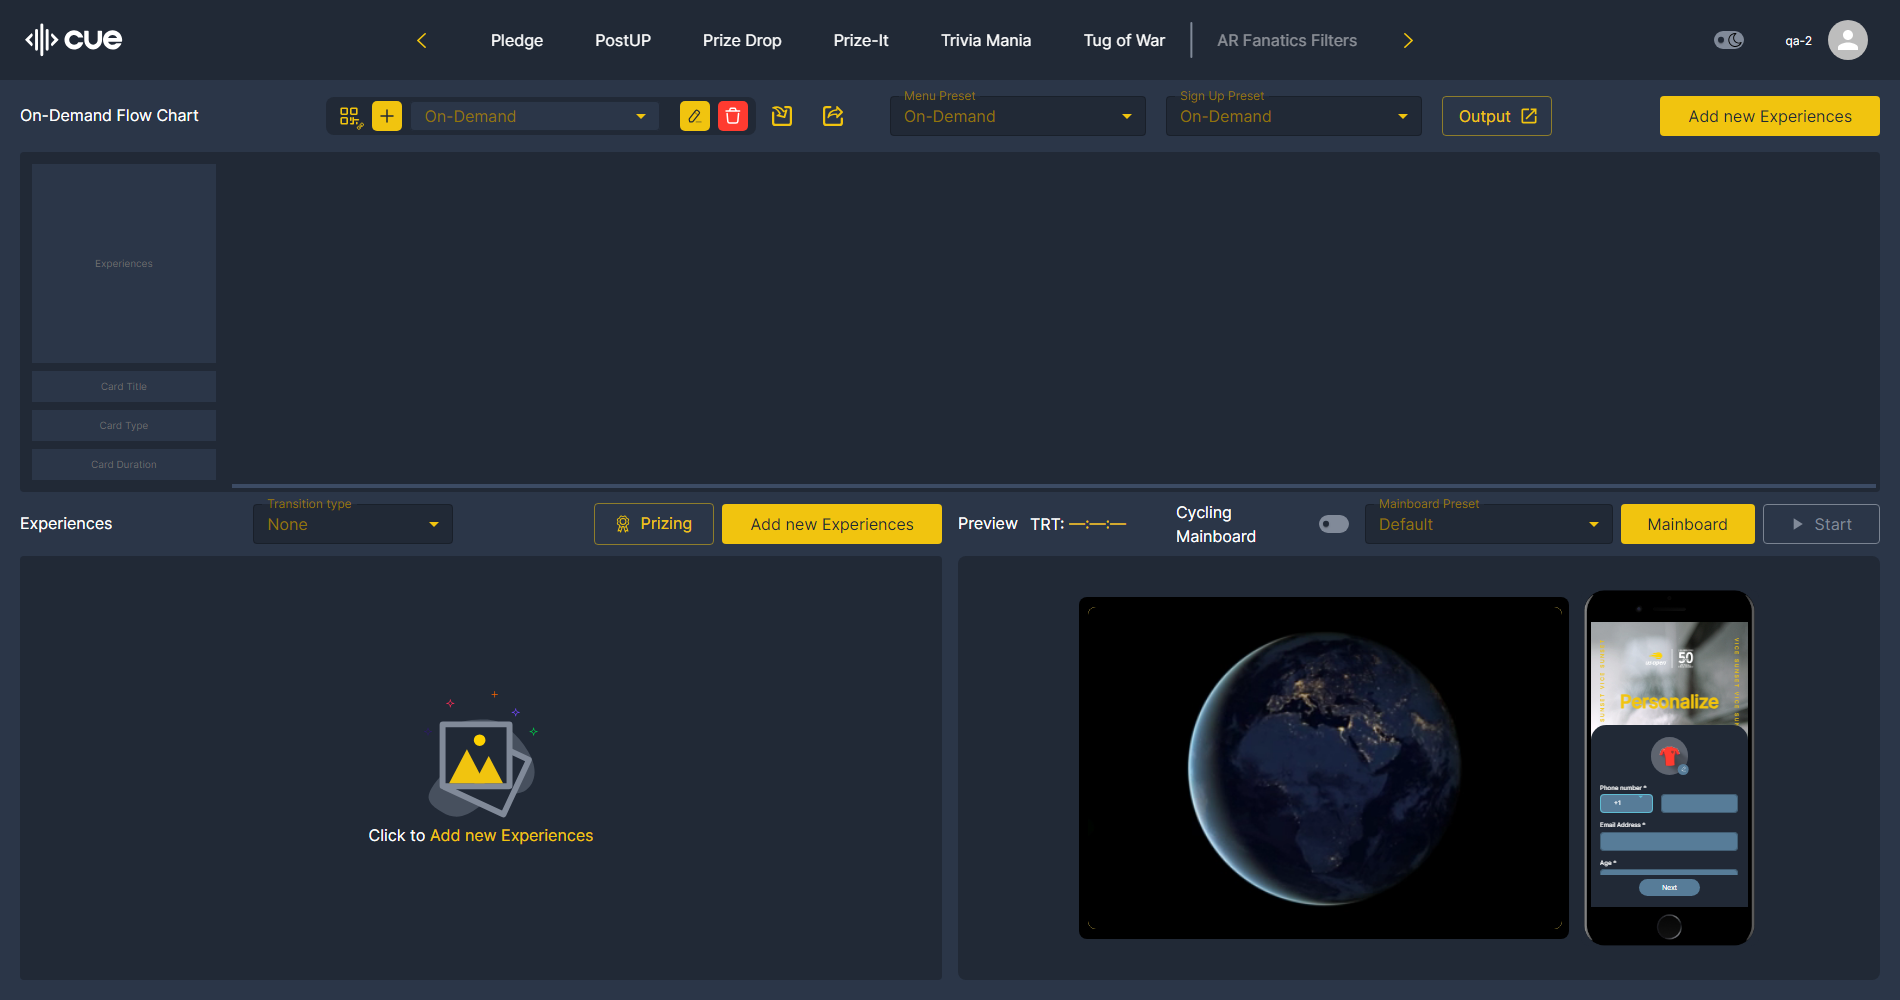 cue
Pledge
PostUP
Prize Drop
Prize-It
Trivia Mania
Tug of War
AR Fanatics Filters
qa-2
On-Demand Flow Chart
On-Demand
Menu Preset
On-Demand
Sign Up Preset
On-Demand
Output
Add new Experiences
Experiences
Card Title
Card Type
Card Duration
Experiences
Transition type
None
Prizing
Add new Experiences
Preview
TRT: —:—:—
Cycling
Mainboard
Mainboard Preset
Default
Mainboard
Start
Click to Add new Experiences
50
Personalize
Phone number *
+1
Email Address *
Age *
Next